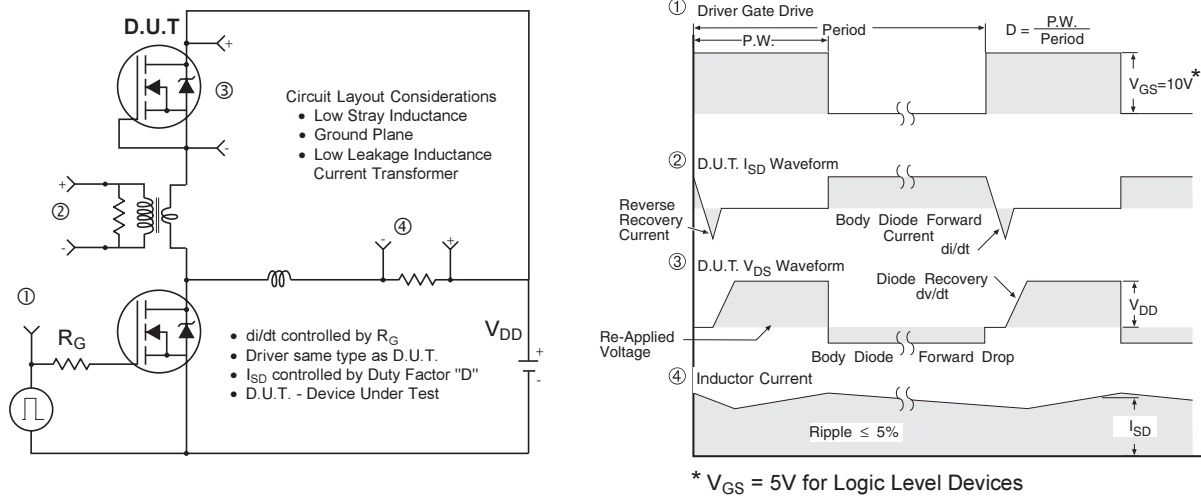 D.U.T
+
③
Circuit Layout Considerations
• Low Stray Inductance
• Ground Plane
• Low Leakage Inductance
Current Transformer
-
+
②
-
④
-
+
①
R_G
V_DD
+
-
• di/dt controlled by R_G
• Driver same type as D.U.T.
• I_SD controlled by Duty Factor "D"
• D.U.T. - Device Under Test
① Driver Gate Drive
P.W.
Period
D = P.W.
Period
V_GS=10V *
② D.U.T. I_SD Waveform
Reverse
Recovery
Current
Body Diode Forward
Current
di/dt
③ D.U.T. V_DS Waveform
Diode Recovery
dv/dt
V_DD
Re-Applied
Voltage
Body Diode Forward Drop
④ Inductor Current
Ripple ≤ 5%
I_SD
* V_GS = 5V for Logic Level Devices